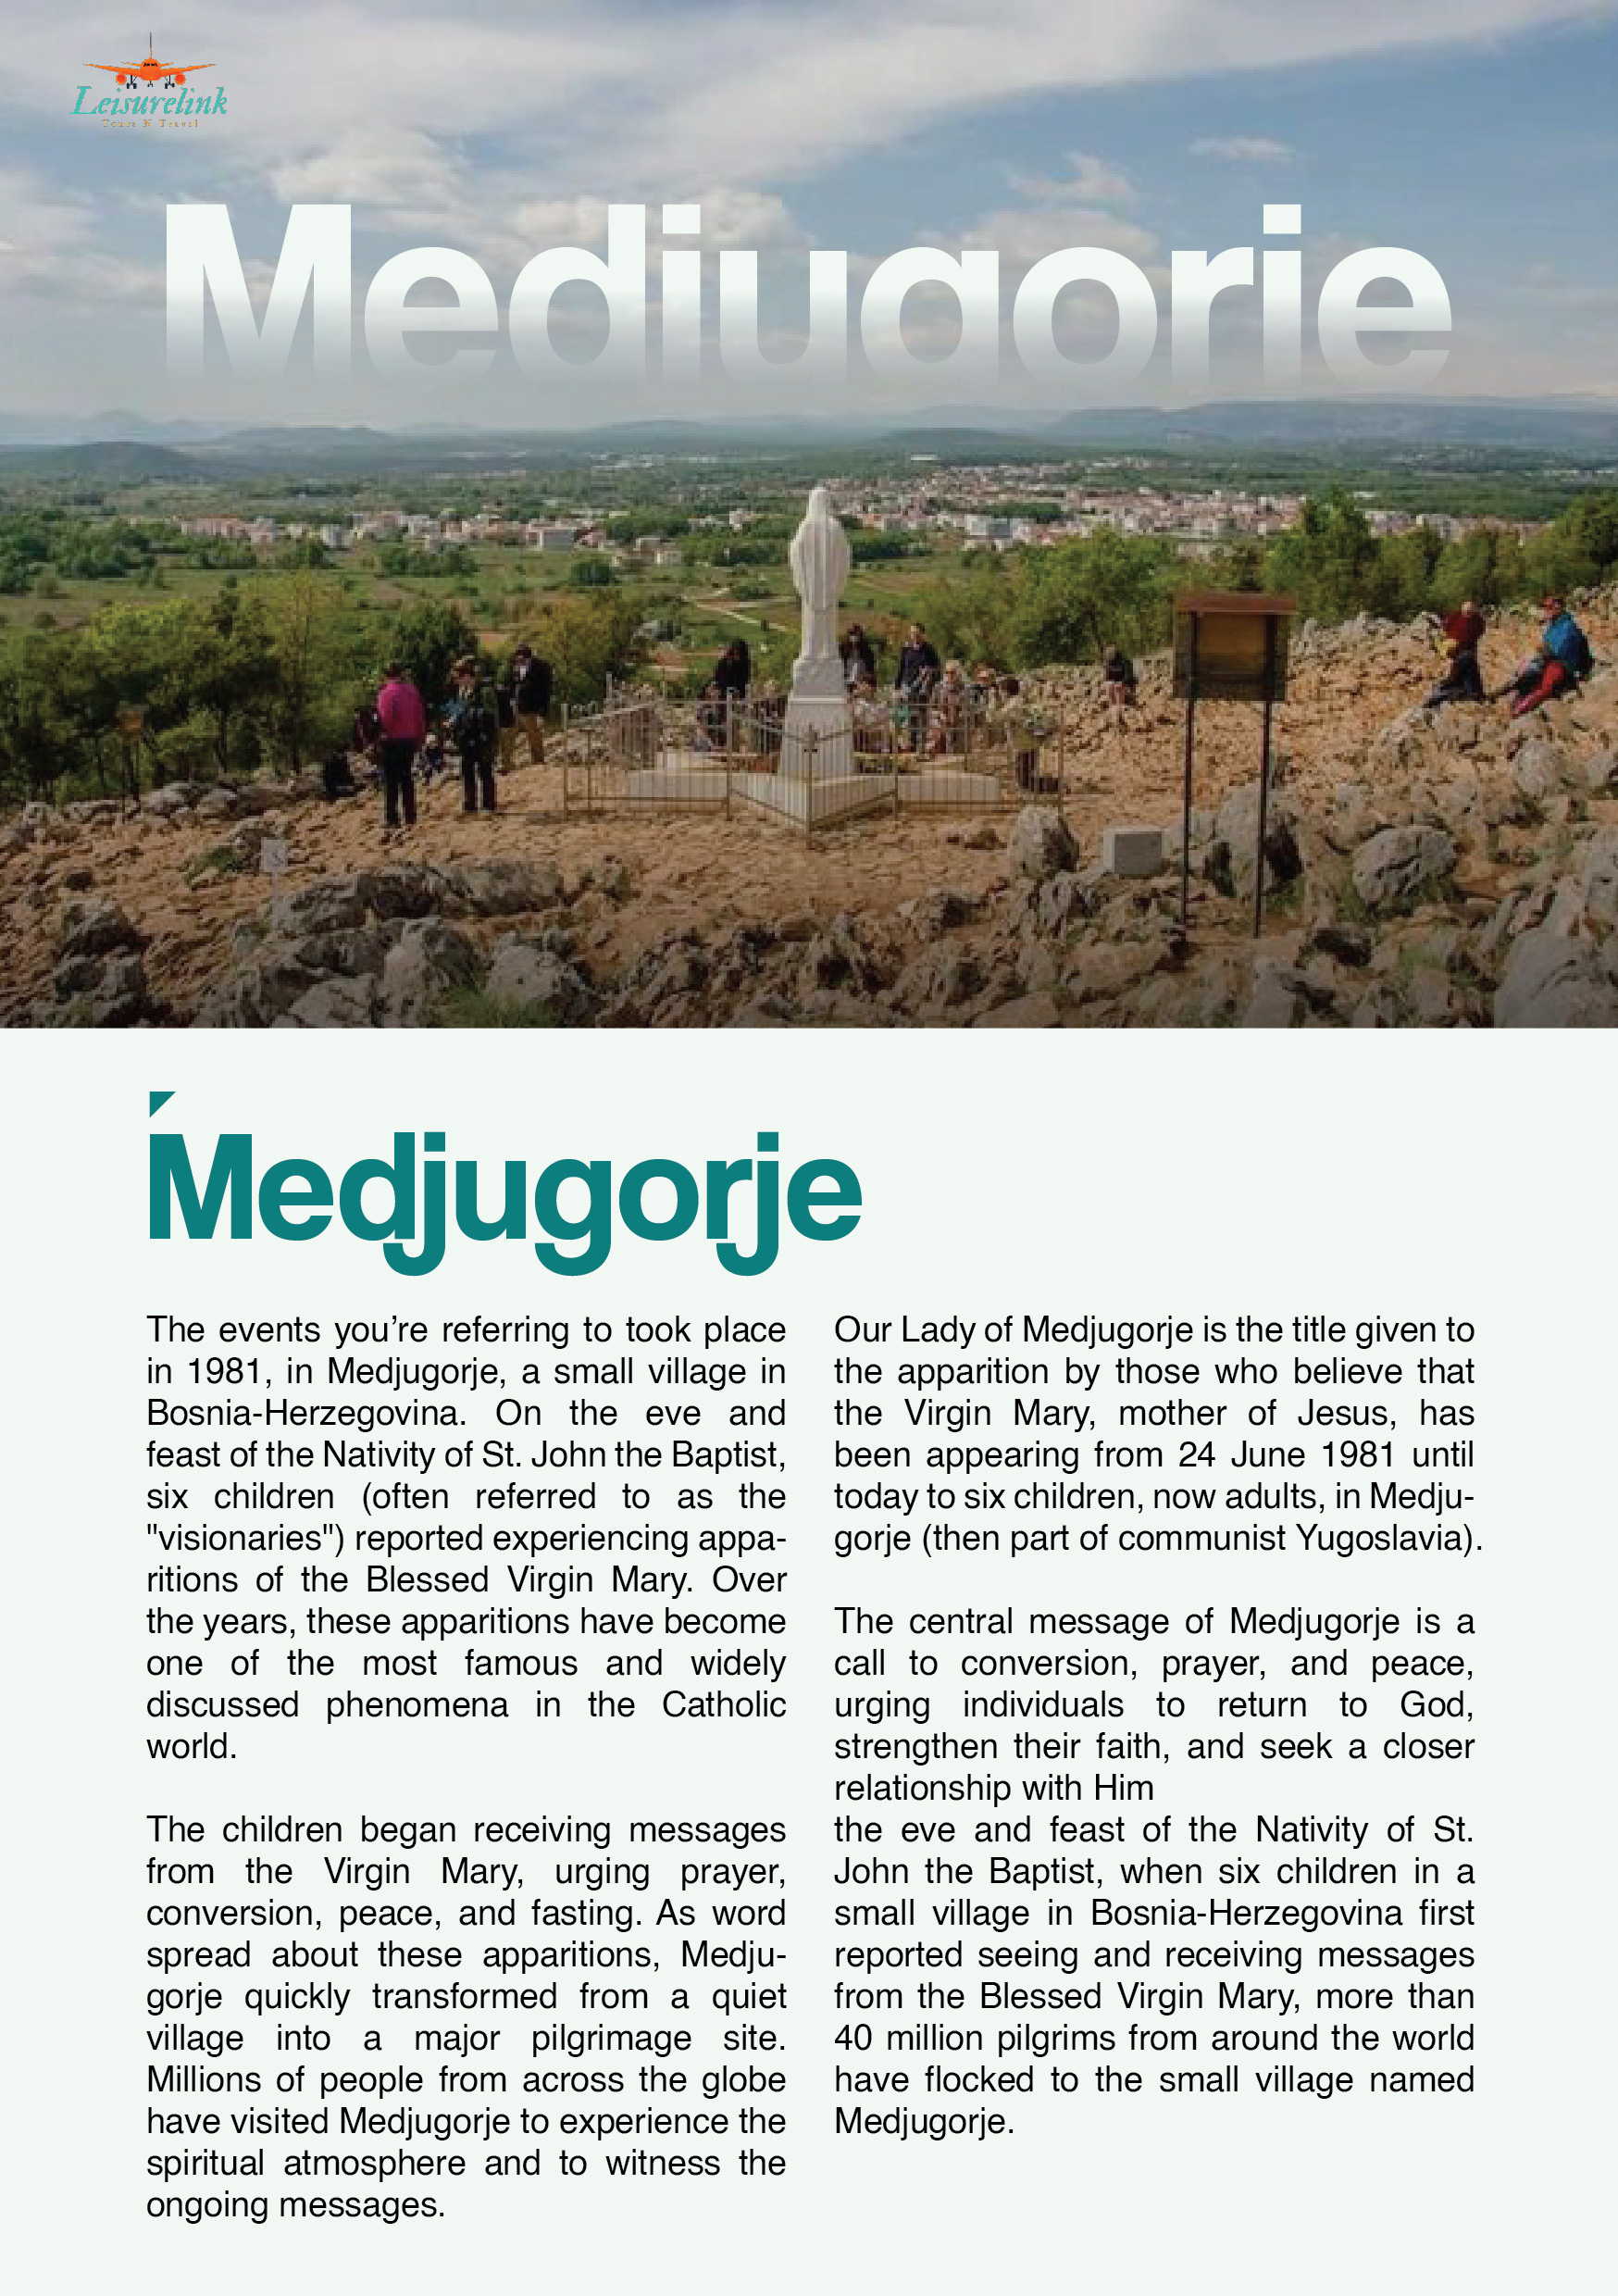 Leisurelink
Tours N Travel
Medjugorje
Medjugorje
The events you’re referring to took place
in 1981, in Medjugorje, a small village in
Bosnia-Herzegovina. On the eve and
feast of the Nativity of St. John the Baptist,
six children (often referred to as the
"visionaries") reported experiencing appa-
ritions of the Blessed Virgin Mary. Over
the years, these apparitions have become
one of the most famous and widely
discussed phenomena in the Catholic
world.
The children began receiving messages
from the Virgin Mary, urging prayer,
conversion, peace, and fasting. As word
spread about these apparitions, Medju-
gorje quickly transformed from a quiet
village into a major pilgrimage site.
Millions of people from across the globe
have visited Medjugorje to experience the
spiritual atmosphere and to witness the
ongoing messages.
Our Lady of Medjugorje is the title given to
the apparition by those who believe that
the Virgin Mary, mother of Jesus, has
been appearing from 24 June 1981 until
today to six children, now adults, in Medju-
gorje (then part of communist Yugoslavia).
The central message of Medjugorje is a
call to conversion, prayer, and peace,
urging individuals to return to God,
strengthen their faith, and seek a closer
relationship with Him
the eve and feast of the Nativity of St.
John the Baptist, when six children in a
small village in Bosnia-Herzegovina first
reported seeing and receiving messages
from the Blessed Virgin Mary, more than
40 million pilgrims from around the world
have flocked to the small village named
Medjugorje.